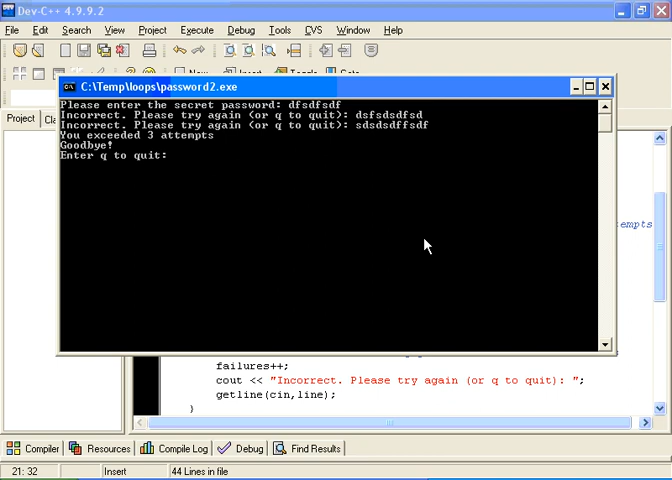 Dev-C++ 4.9.9.2
File Edit Search View Project Execute Debug Tools CVS Window Help
New
Project
C:\Temp\loops\password2.exe
Please enter the secret password: dfsdfsdf
Incorrect. Please try again (or q to quit): dsfsdsdfsd
Incorrect. Please try again (or q to quit): sdsdsdffsdf
You exceeded 3 attempts
Goodbye!
Enter q to quit:
empts
failures++;
cout << "Incorrect. Please try again (or q to quit): ";
getline(cin,line);
}
Compiler Resources Compile Log Debug Find Results
21: 32 Insert 44 Lines in file